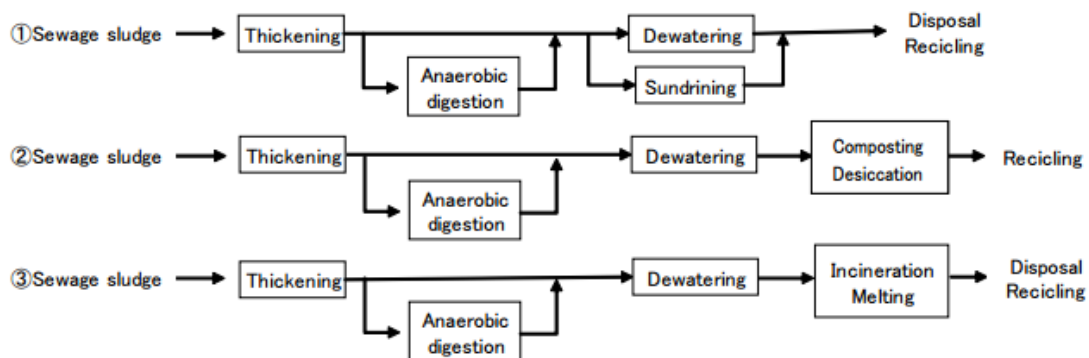 ①Sewage sludge
Thickening
Anaerobic
digestion
Dewatering
Sundrining
Disposal
Recicling
②Sewage sludge
Thickening
Anaerobic
digestion
Dewatering
Composting
Desiccation
Recicling
③Sewage sludge
Thickening
Anaerobic
digestion
Dewatering
Incineration
Melting
Disposal
Recicling